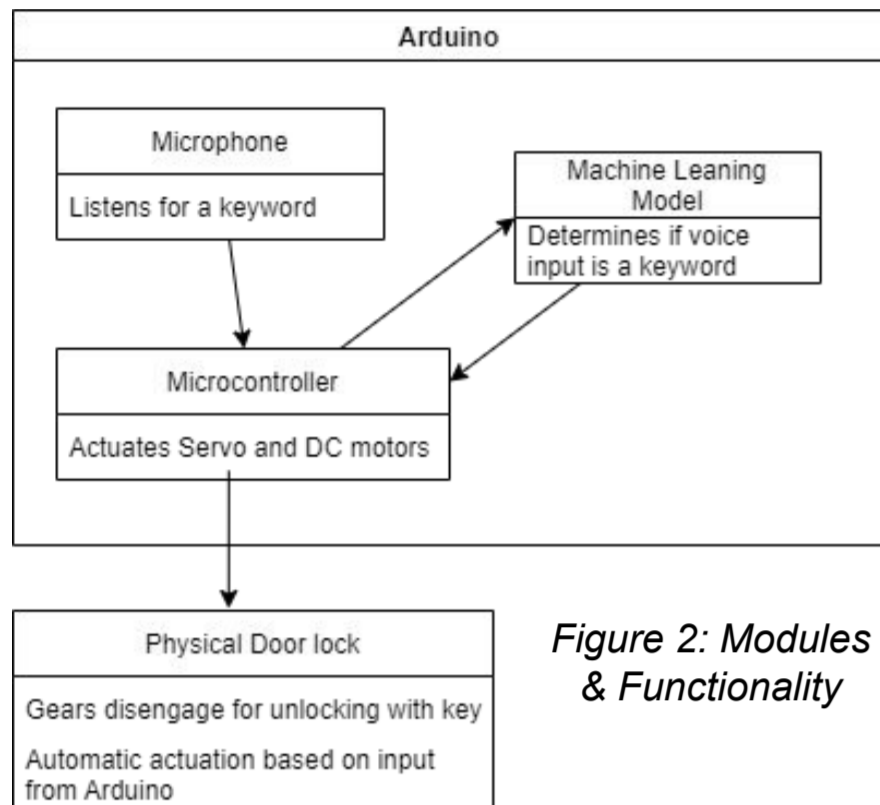 Arduino
Microphone
Listens for a keyword
Machine Leaning
Model
Determines if voice
input is a keyword
Microcontroller
Actuates Servo and DC motors
Physical Door lock
Gears disengage for unlocking with key
Automatic actuation based on input
from Arduino
Figure 2: Modules
& Functionality